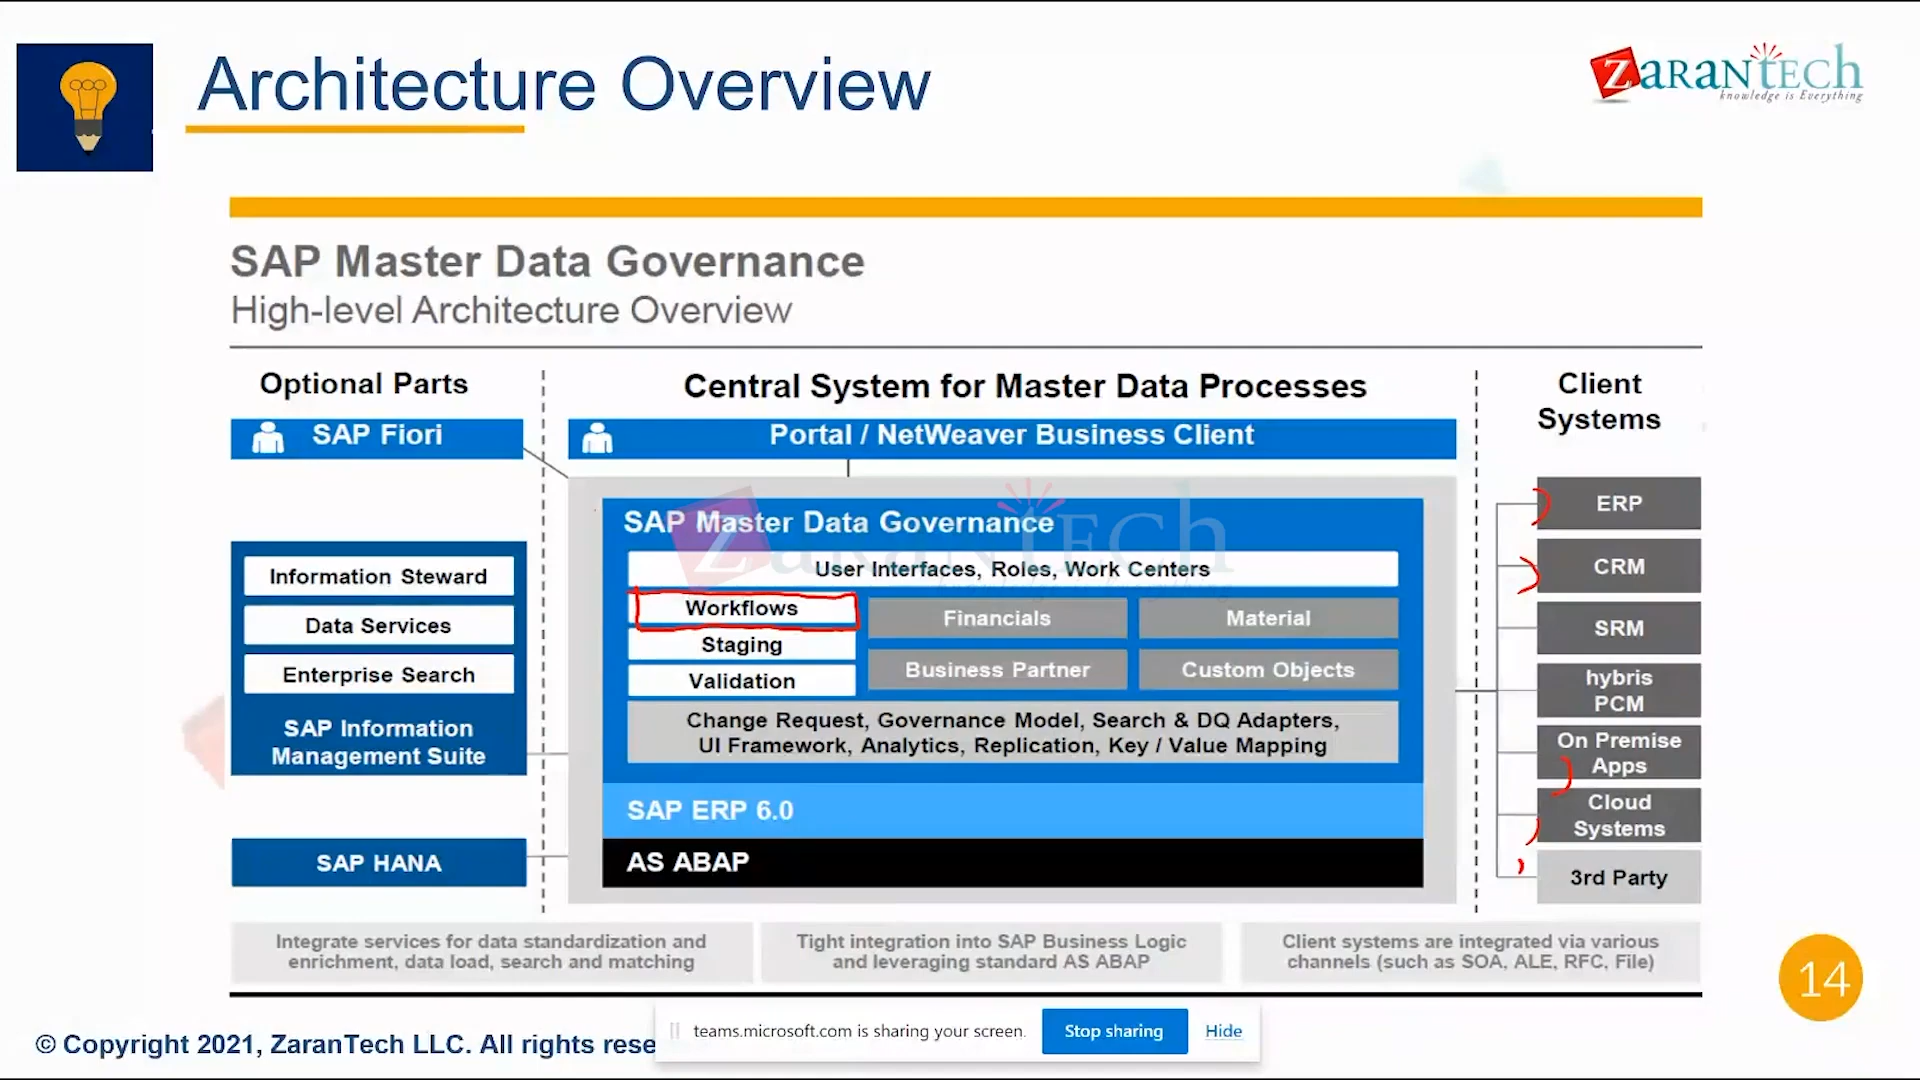 Architecture Overview
ZaranTech
knowledge is Everything
SAP Master Data Governance
High-level Architecture Overview
Optional Parts
Central System for Master Data Processes
Client
Systems
SAP Fiori
Portal / NetWeaver Business Client
Information Steward
Data Services
Enterprise Search
SAP Information
Management Suite
SAP HANA
SAP Master Data Governance
ZaranTech
User Interfaces, Roles, Work Centers
Workflows
Staging
Validation
Financials
Material
Business Partner
Custom Objects
Change Request, Governance Model, Search & DQ Adapters,
UI Framework, Analytics, Replication, Key / Value Mapping
SAP ERP 6.0
AS ABAP
ERP
CRM
SRM
hybris
PCM
On Premise
Apps
Cloud
Systems
3rd Party
Integrate services for data standardization and
enrichment, data load, search and matching
Tight integration into SAP Business Logic
and leveraging standard AS ABAP
Client systems are integrated via various
channels (such as SOA, ALE, RFC, File)
14
© Copyright 2021, ZaranTech LLC. All rights rese
teams.microsoft.com is sharing your screen.
Stop sharing
Hide